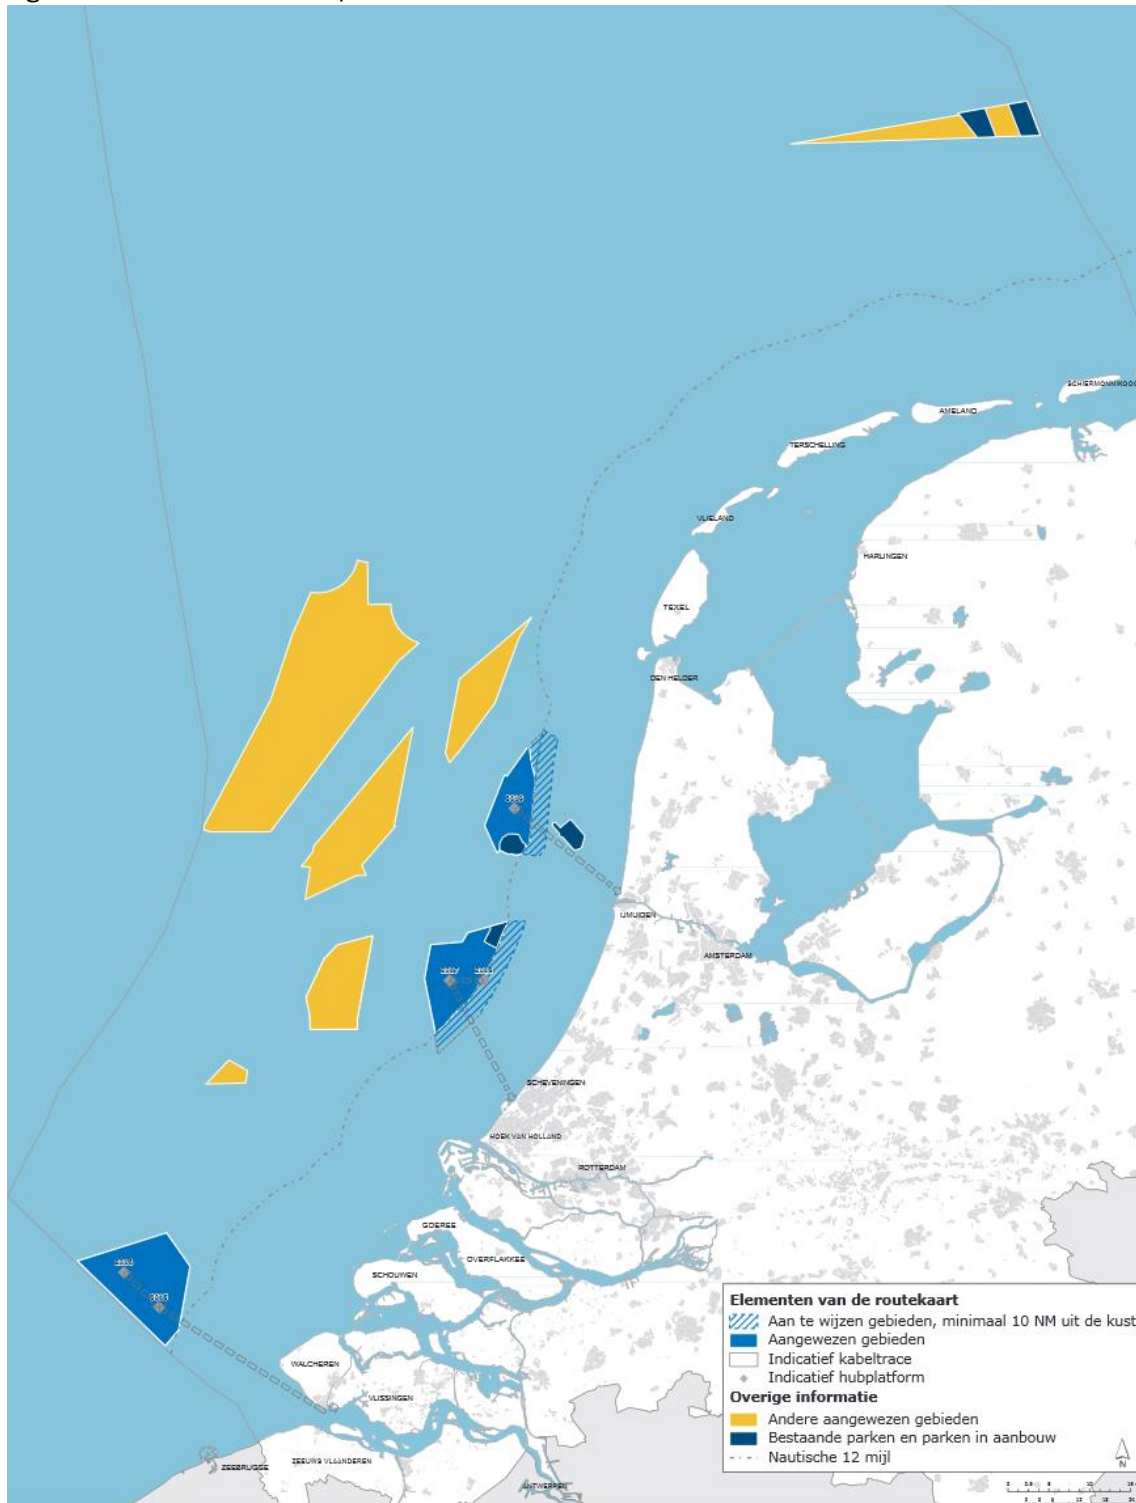 SCHIERMONNIKOOG
AMELAND
TERSCHELLING
VLIELAND
HARLINGEN
TEXEL
DEN HELDER
IJMUIDEN
AMSTERDAM
SCHEVENINGEN
HOEK VAN HOLLAND
ROTTERDAM
GOEREE
OVERFLAKKEE
SCHOUWEN
WALCHEREN
VLISSINGEN
ZEEBRUGGE
ZEEUWS VLAANDEREN
ANTWERPEN
Elementen van de routekaart
Aan te wijzen gebieden, minimaal 10 NM uit de kust
Aangewezen gebieden
Indicatief kabeltrace
Indicatief hubplatform
Overige informatie
Andere aangewezen gebieden
Bestaande parken en parken in aanbouw
Nautische 12 mijl
N